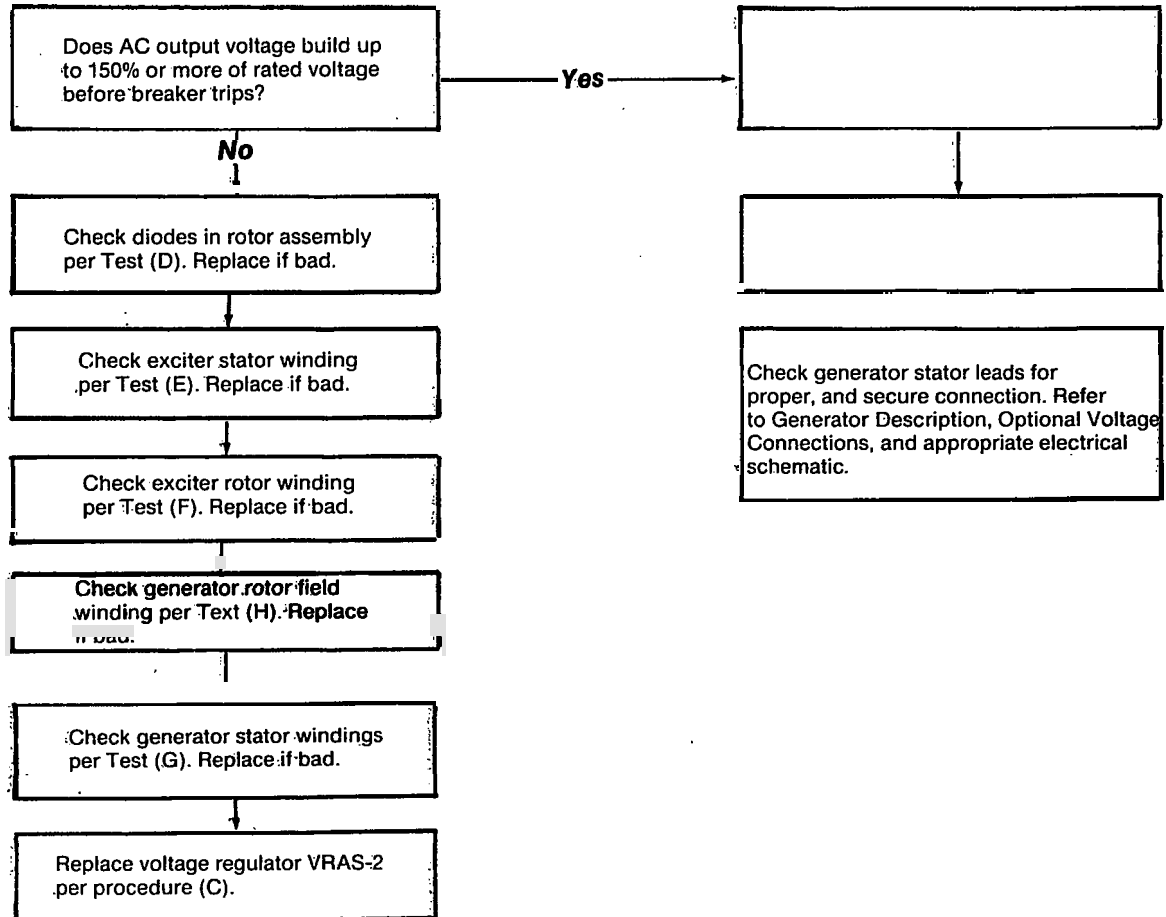 Does AC output voltage build up
to 150% or more of rated voltage
before breaker trips?
Yes
No
Check diodes in rotor assembly
per Test (D). Replace if bad.
Check exciter stator winding
per Test (E). Replace if bad.
Check exciter rotor winding
per Test (F). Replace if bad.
Check generator rotor field
winding per Text (H). Replace
if bad.
Check generator stator windings
per Test (G). Replace if bad.
Replace voltage regulator VRAS-2
per procedure (C).
Check generator stator leads for
proper, and secure connection. Refer
to Generator Description, Optional Voltage
Connections, and appropriate electrical
schematic.